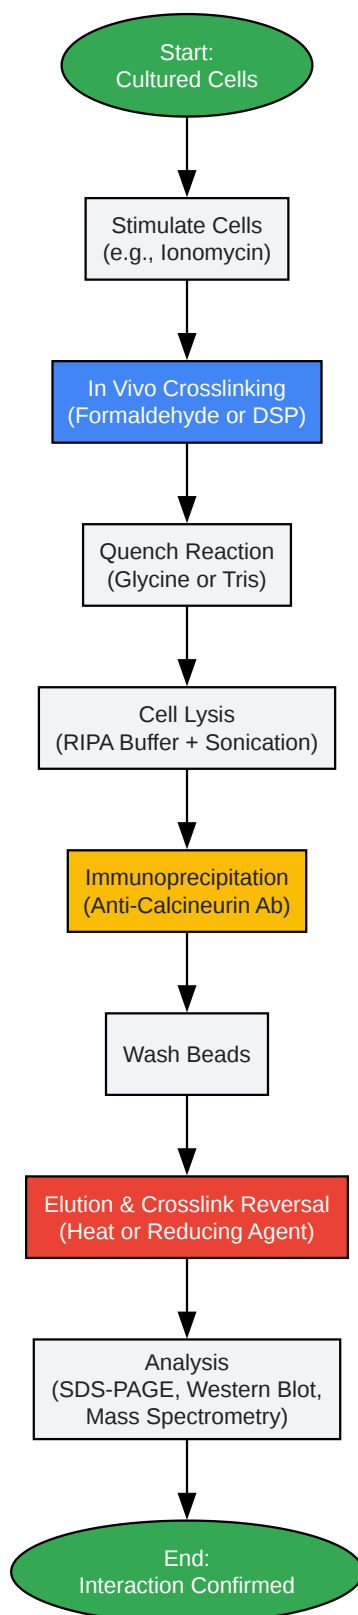 Start:
Cultured Cells
Stimulate Cells
(e.g., Ionomycin)
In Vivo Crosslinking
(Formaldehyde or DSP)
Quench Reaction
(Glycine or Tris)
Cell Lysis
(RIPA Buffer + Sonication)
Immunoprecipitation
(Anti-Calcineurin Ab)
Wash Beads
Elution & Crosslink Reversal
(Heat or Reducing Agent)
Analysis
(SDS-PAGE, Western Blot,
Mass Spectrometry)
End:
Interaction Confirmed